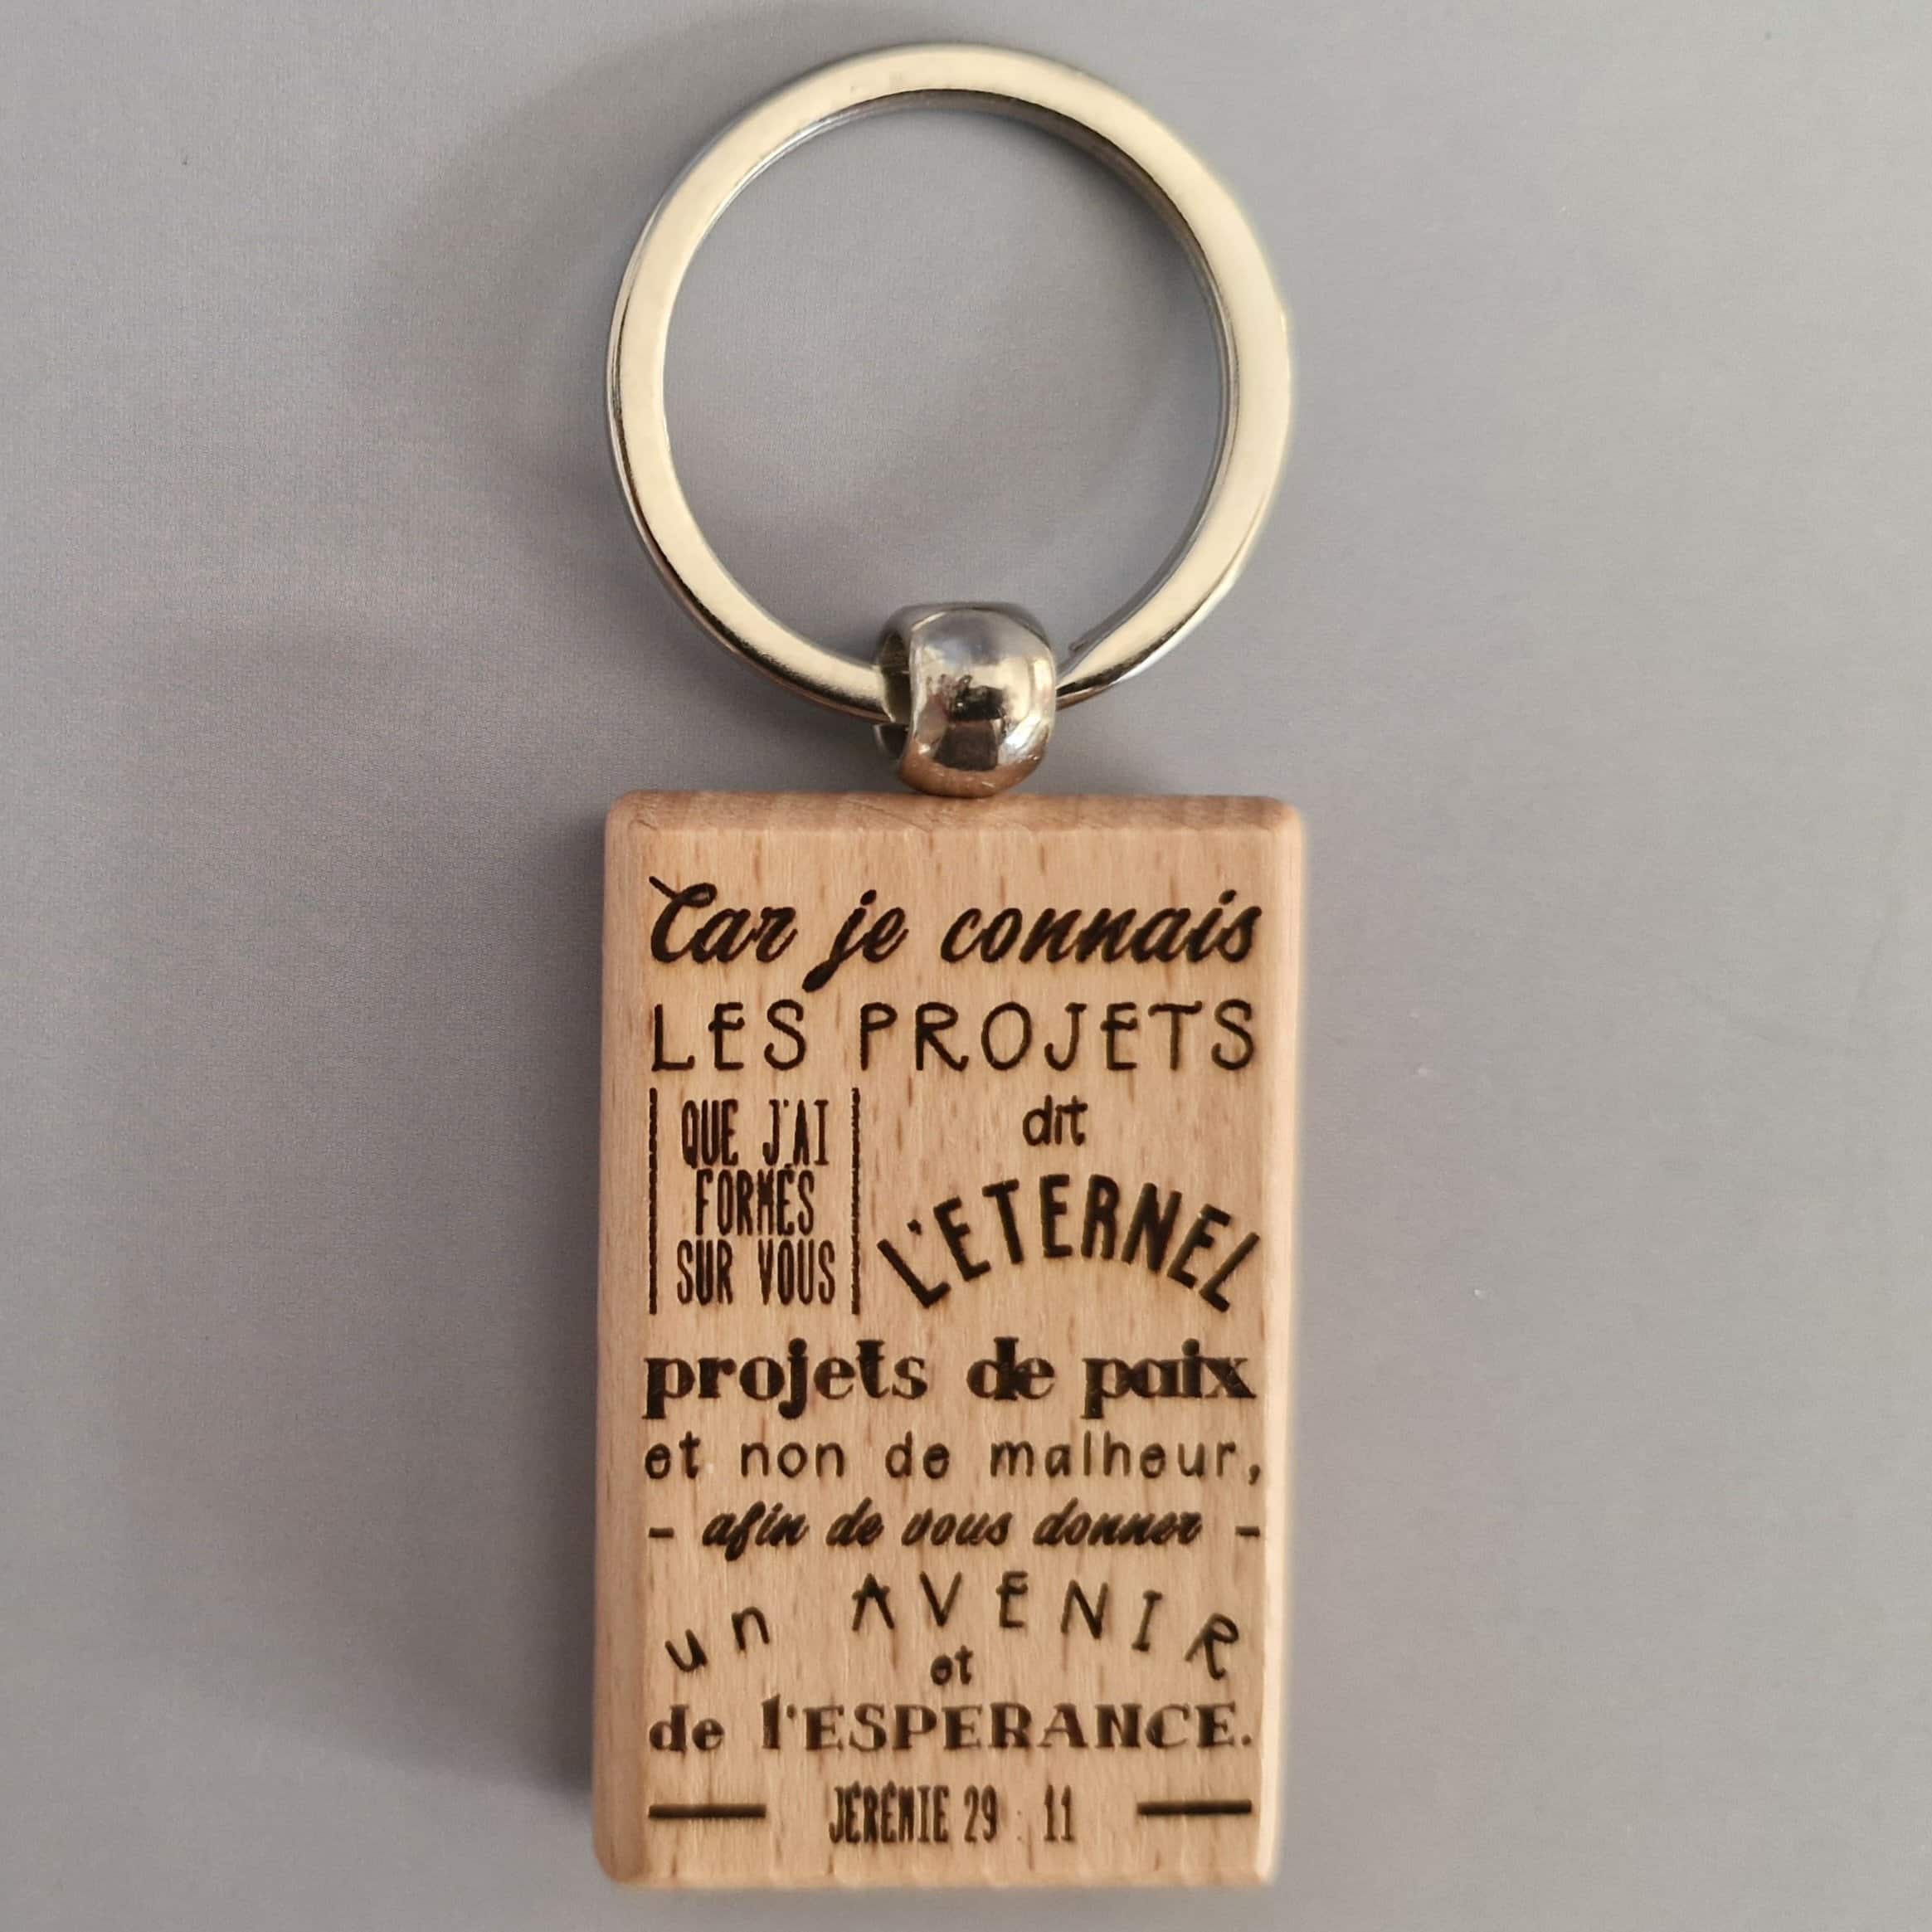 Car je connais
LES PROJETS
QUE J'AI
FORMÉS
SUR VOUS
dit
L'ETERNEL
projets de paix
et non de malheur,
- afin de vous donner -
un AVENIR
et
de l'ESPERANCE.
JÉRÉMIE 29 : 11